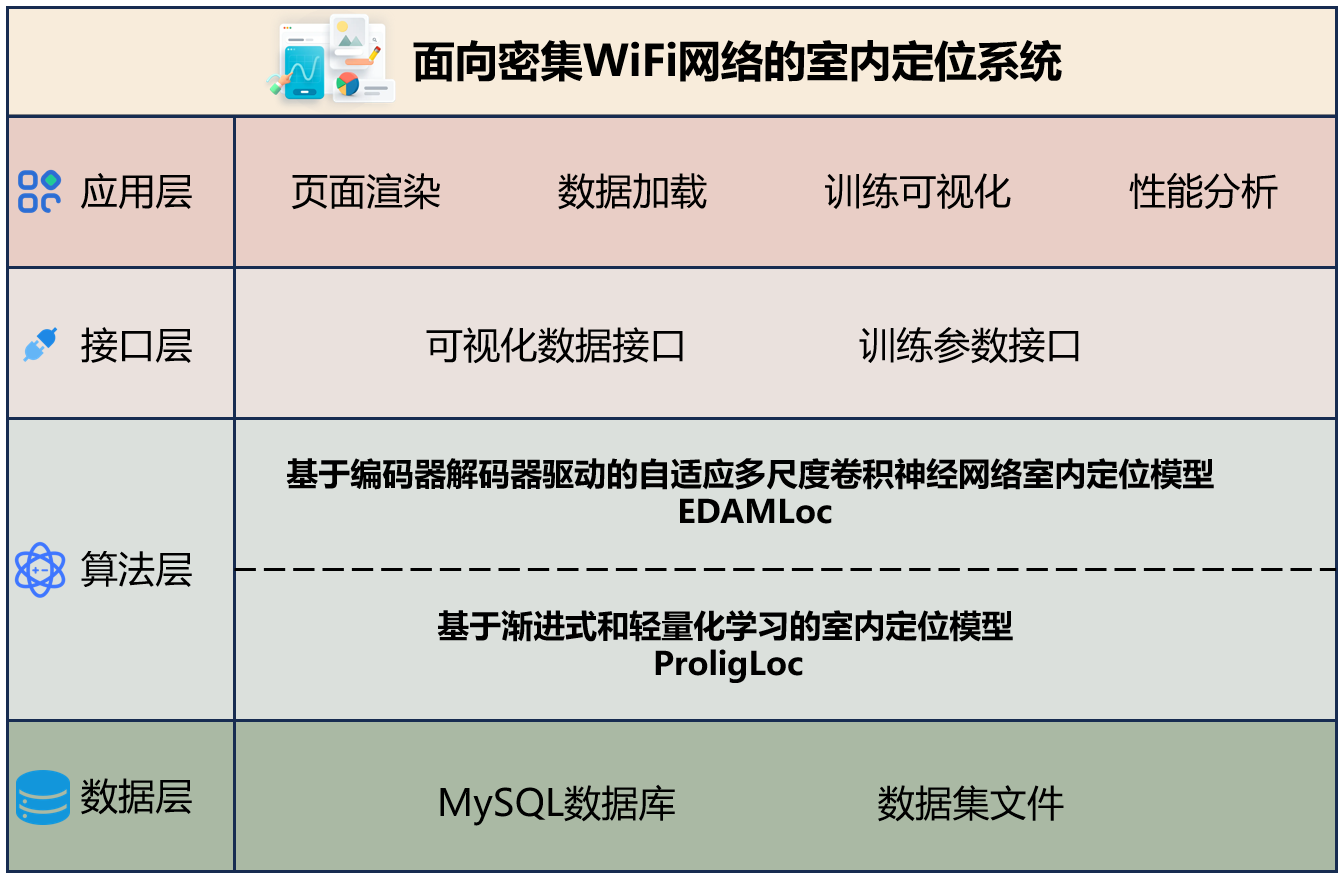 面向密集WiFi网络的室内定位系统
应用层
页面渲染
数据加载
训练可视化
性能分析
接口层
可视化数据接口
训练参数接口
算法层
基于编码器解码器驱动的自适应多尺度卷积神经网络室内定位模型
EDAMLoc
基于渐进式和轻量化学习的室内定位模型
ProligLoc
数据层
MySQL数据库
数据集文件